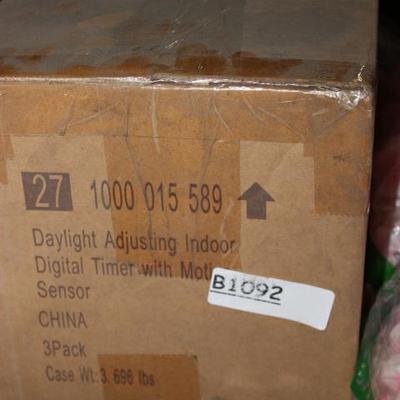 27 1000 015 589
Daylight Adjusting Indoor
Digital Timer with Moti
Sensor
B1092
CHINA
3Pack
Case Wt: 3.696 lbs